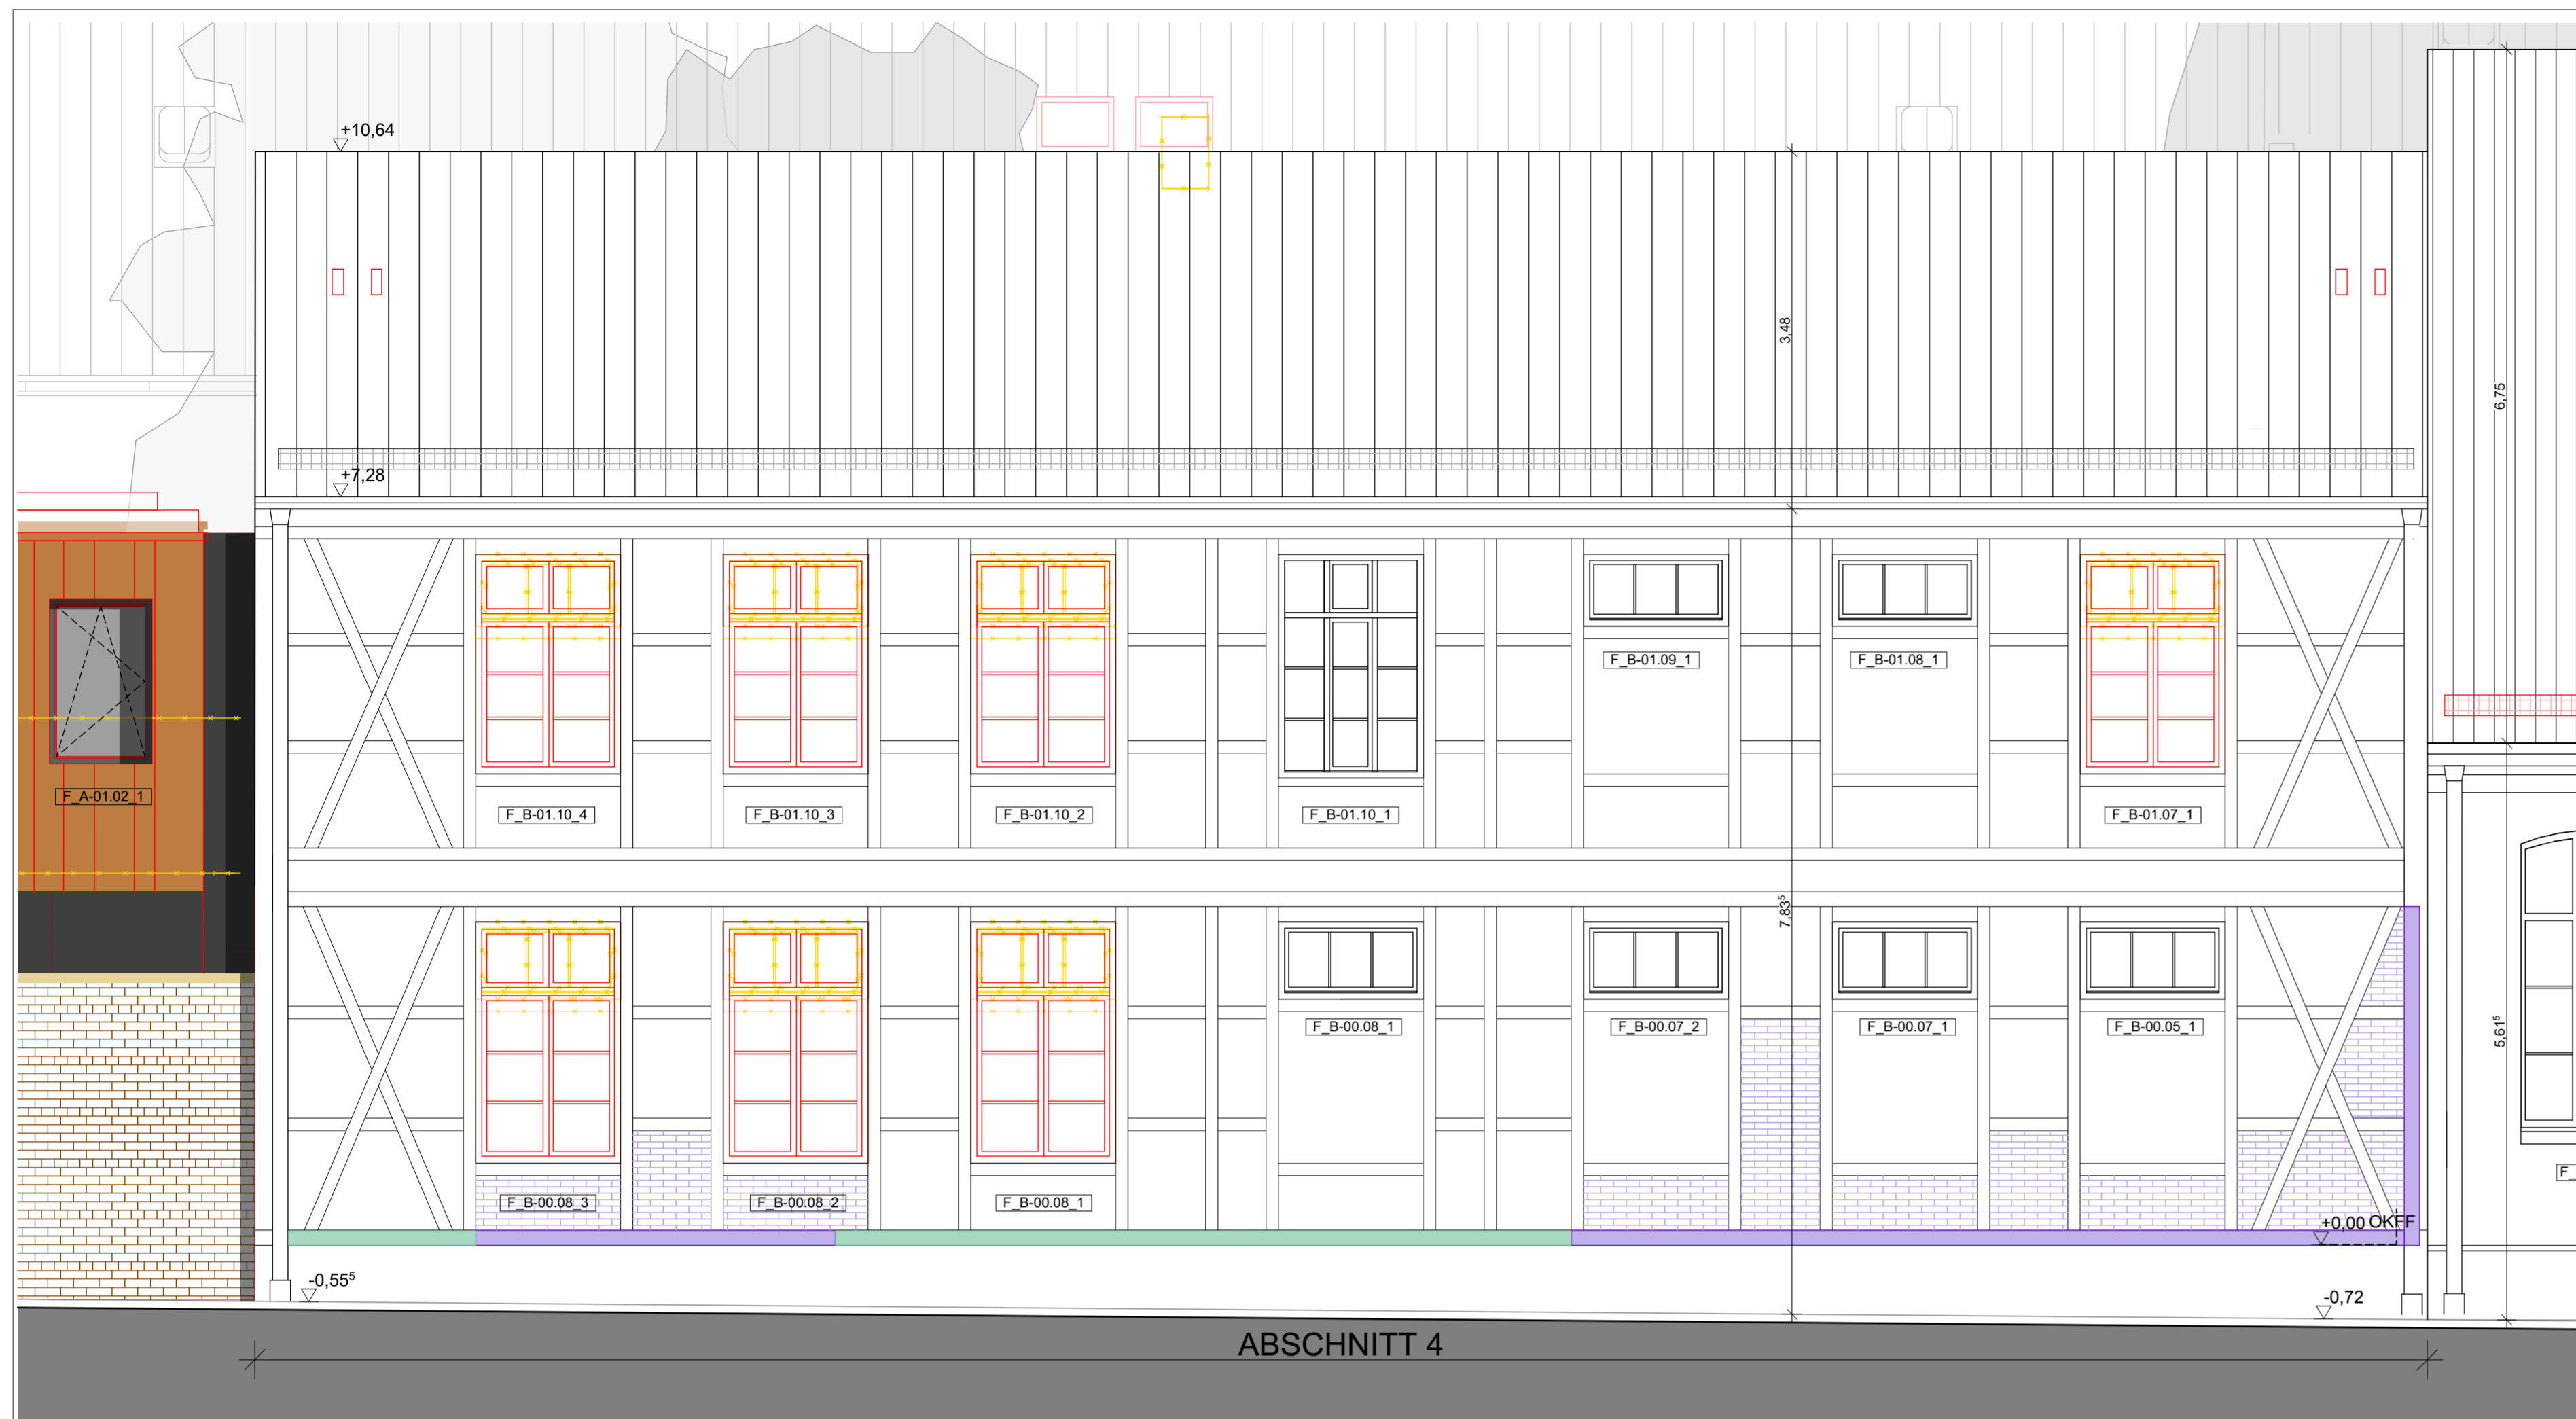 +10,64
3,48
6,75
+7,28
F_B-01.09_1
F_B-01.08_1
F_A-01.02_1
F_B-01.10_4
F_B-01.10_3
F_B-01.10_2
F_B-01.10_1
F_B-01.07_1
7,83⁵
5,61⁵
F_B-00.08_1
F_B-00.07_2
F_B-00.07_1
F_B-00.05_1
F_
F_B-00.08_3
F_B-00.08_2
F_B-00.08_1
+0,00 OKFF
-0,55⁵
-0,72
ABSCHNITT 4